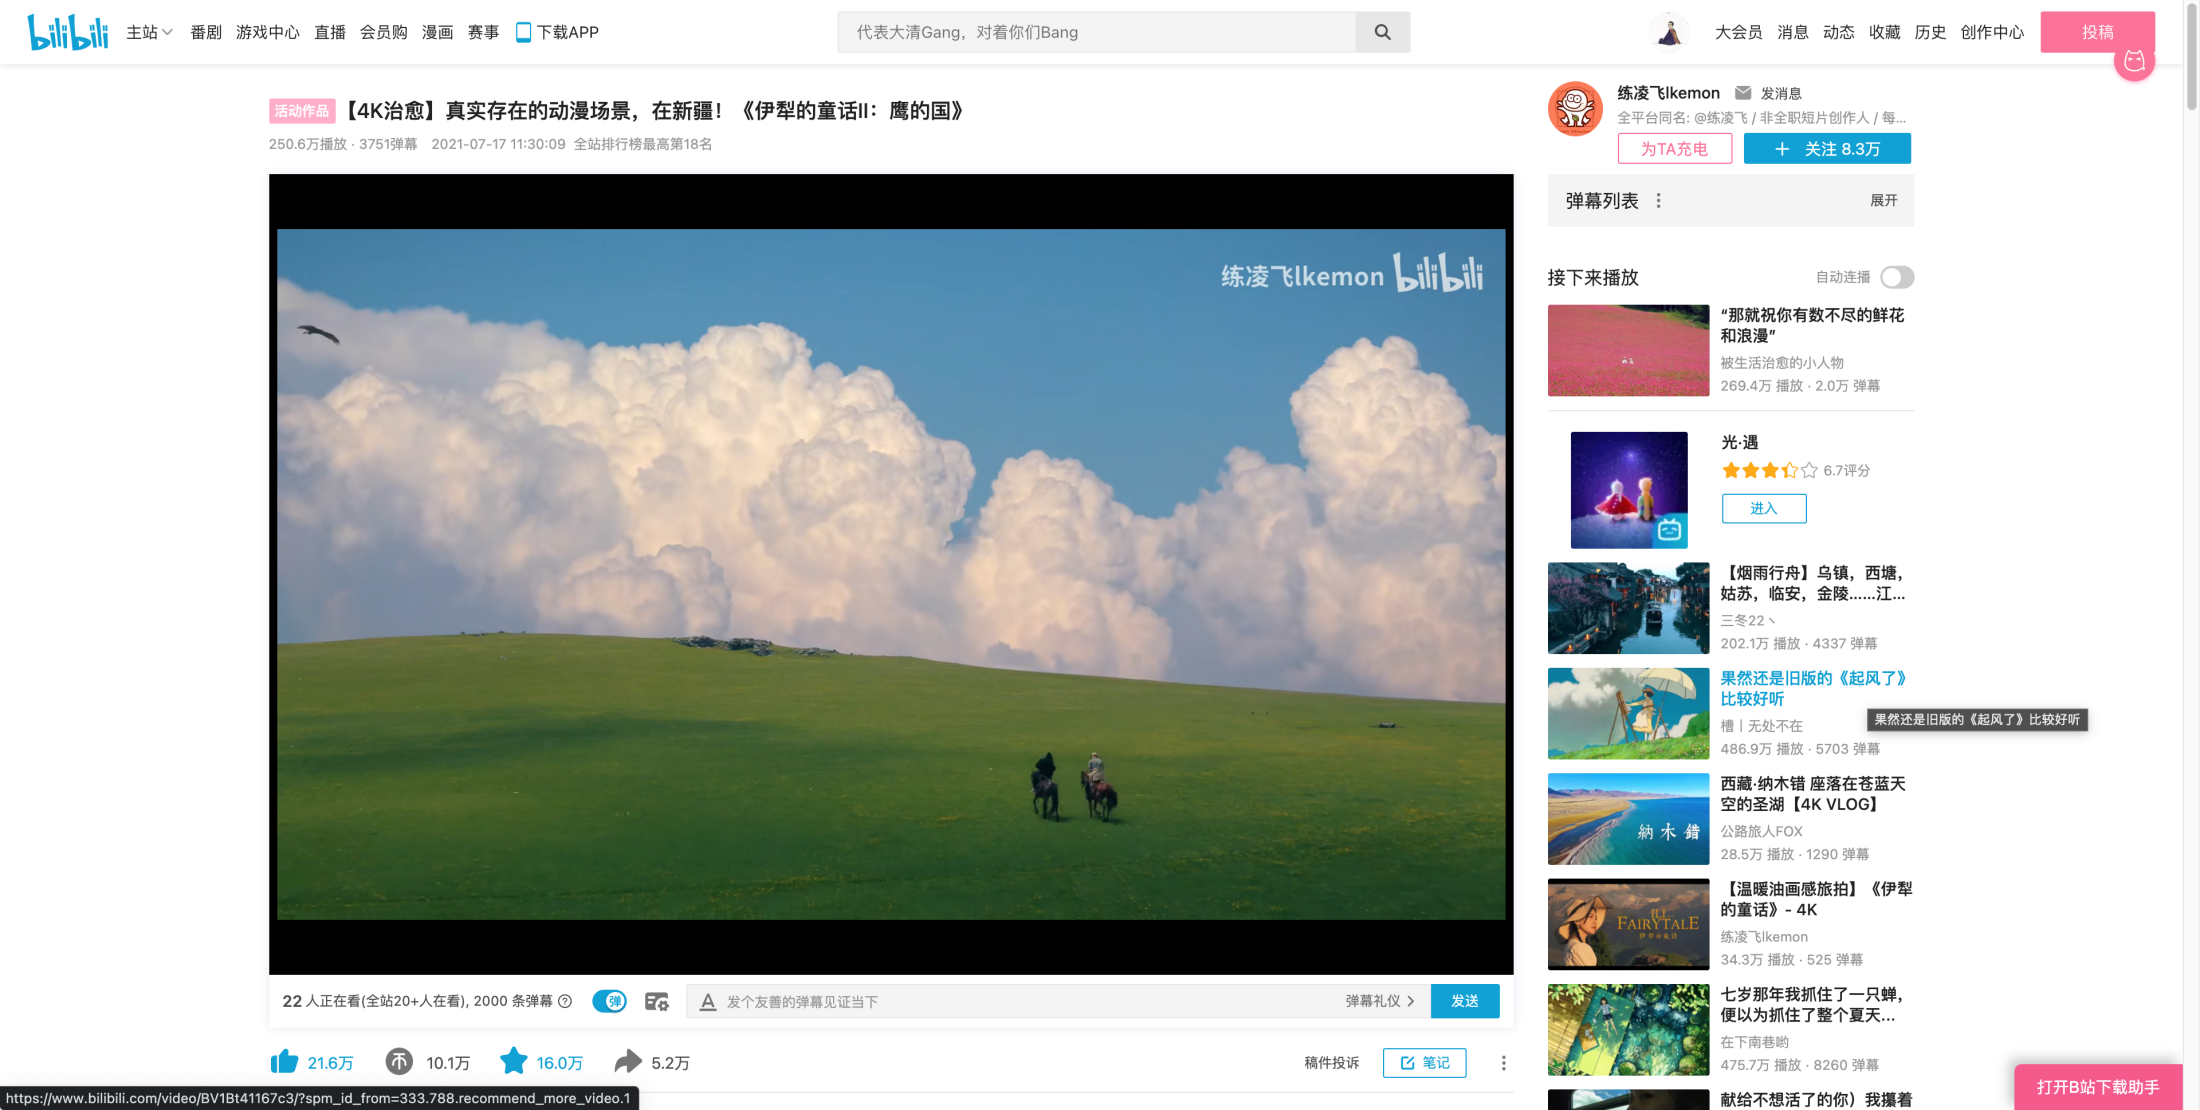 bilibili
主站
番剧
游戏中心
直播
会员购
漫画
赛事
下载APP
代表大清Gang，对着你们Bang
大会员
消息
动态
收藏
历史
创作中心
投稿
活动作品
【4K治愈】真实存在的动漫场景，在新疆！《伊犁的童话II：鹰的国》
250.6万播放 · 3751弹幕 2021-07-17 11:30:09 全站排行榜最高第18名
练凌飞lkemon bilibili
22 人正在看(全站20+人在看), 2000 条弹幕
弹
发个友善的弹幕见证当下
弹幕礼仪
发送
21.6万
10.1万
16.0万
5.2万
稿件投诉
笔记
https://www.bilibili.com/video/BV1Bt41167c3/?spm_id_from=333.788.recommend_more_video.1
练凌飞lkemon
发消息
全平台同名: @练凌飞 / 非全职短片创作人 / 每...
为TA充电
+ 关注 8.3万
弹幕列表
展开
接下来播放
自动连播
“那就祝你有数不尽的鲜花
和浪漫”
被生活治愈的小人物
269.4万 播放 · 2.0万 弹幕
光·遇
6.7评分
进入
【烟雨行舟】乌镇，西塘，
姑苏，临安，金陵......江...
三冬22丶
202.1万 播放 · 4337 弹幕
果然还是旧版的《起风了》
比较好听
槽丨无处不在
486.9万 播放 · 5703 弹幕
果然还是旧版的《起风了》比较好听
納木錯
西藏·纳木错 座落在苍蓝天
空的圣湖【4K VLOG】
公路旅人FOX
28.5万 播放 · 1290 弹幕
ILI
FAIRYTALE
伊犁的童话
【温暖油画感旅拍】《伊犁
的童话》- 4K
练凌飞lkemon
34.3万 播放 · 525 弹幕
七岁那年我抓住了一只蝉，
便以为抓住了整个夏天...
在下南巷哟
475.7万 播放 · 8260 弹幕
献给不想活了的你）我攥着
打开B站下载助手